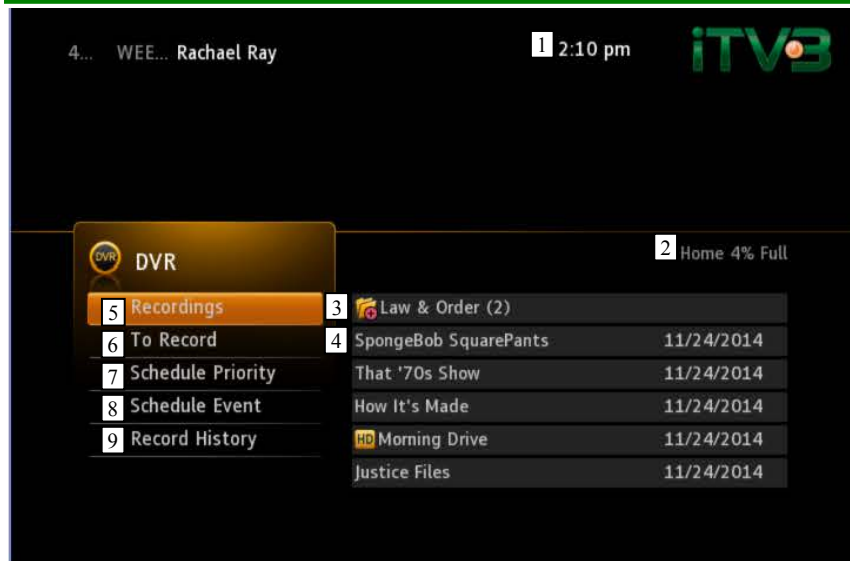 4... WEE... Rachael Ray 1 2:10 pm iTV3
2 Home 4% Full
DVR DVR
5 Recordings 3 Law & Order (2)
6 To Record 4 SpongeBob SquarePants 11/24/2014
7 Schedule Priority That '70s Show 11/24/2014
8 Schedule Event How It's Made 11/24/2014
9 Record History HD Morning Drive 11/24/2014
Justice Files 11/24/2014